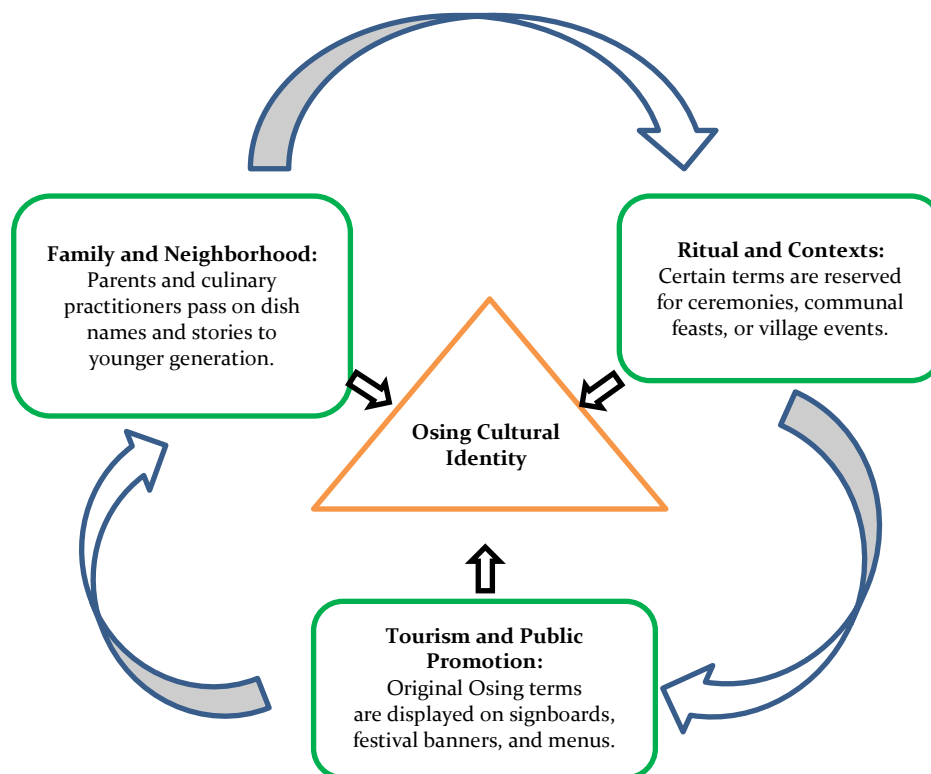 Family and Neighborhood:
Parents and culinary
practitioners pass on dish
names and stories to
younger generation.
Ritual and Contexts:
Certain terms are reserved
for ceremonies, communal
feasts, or village events.
Osing Cultural
Identity
Tourism and Public
Promotion:
Original Osing terms
are displayed on signboards,
festival banners, and menus.